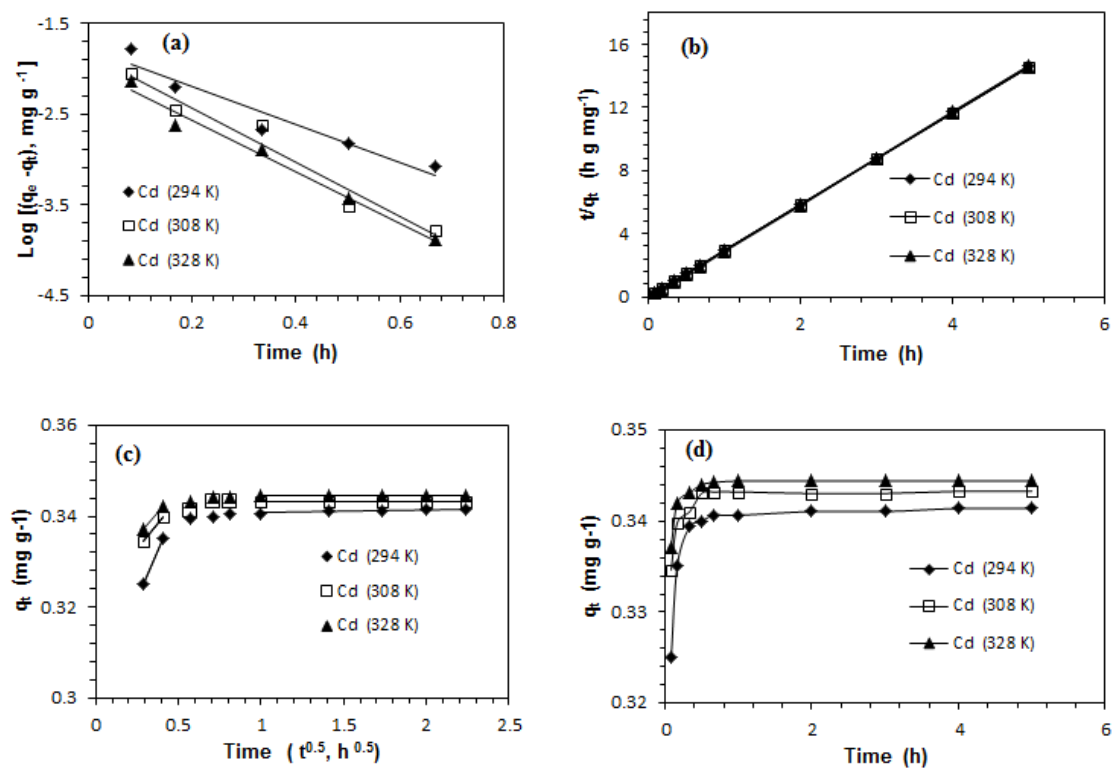 (a)
Log [(qe -qt), mg g -1 ]
-1.5
-2.5
-3.5
-4.5
Cd (294 K)
Cd (308 K)
Cd (328 K)
0 0.2 0.4 0.6 0.8
Time (h)
(b)
t/qt (h g mg-1)
16
12
8
4
0
Cd (294 K)
Cd (308 K)
Cd (328 K)
0 2 4 6
Time (h)
(c)
qt (mg g-1)
0.36
0.34
0.32
0.3
Cd (294 K)
Cd (308 K)
Cd (328 K)
0 0.5 1 1.5 2 2.5
Time ( t0.5, h 0.5)
(d)
qt (mg g-1)
0.35
0.34
0.33
0.32
Cd (294 K)
Cd (308 K)
Cd (328 K)
0 2 4 6
Time (h)